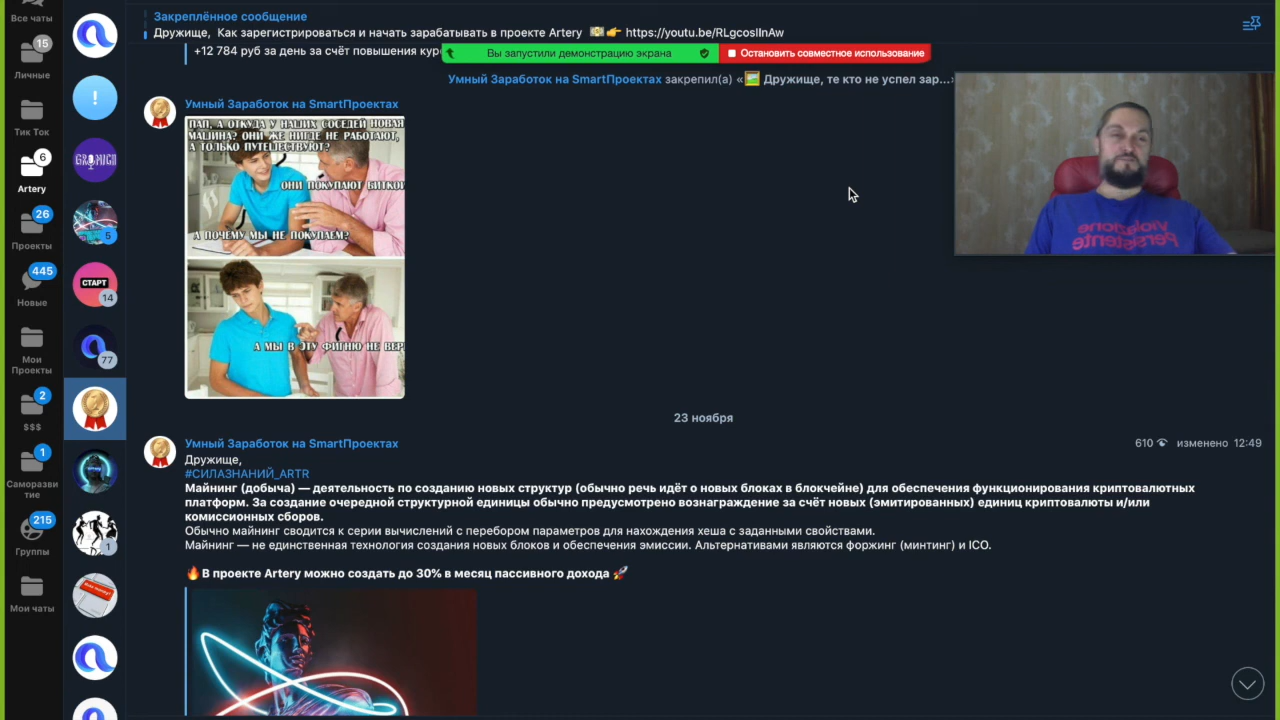 Все чаты
15
Личные
Тик Ток
6
Artery
26
Проекты
445
Новые
Мои
Проекты
2
$$$
1
Саморазви
тие
215
Группы
Мои чаты
!
5
СТАРТ
14
77
1
Закреплённое сообщение
Дружище, Как зарегистрироваться и начать зарабатывать в проекте Artery 💵👉 https://youtu.be/RLgcosIInAw
+12 784 руб за день за счёт повышения кур
Вы запустили демонстрацию экрана
Остановить совместное использование
Умный Заработок на SmartПроектах закрепил(а) «🖼 Дружище, те кто не успел зар...»
Умный Заработок на SmartПроектах
ПАП, А ОТКУДА У НАШИХ СОСЕДЕЙ НОВАЯ
МАШИНА? ОНИ ЖЕ НИГДЕ НЕ РАБОТАЮТ,
А ТОЛЬКО ПУТЕШЕСТВУЮТ?
ОНИ ПОКУПАЮТ БИТКОИ
А ПОЧЕМУ МЫ НЕ ПОКУПАЕМ?
А МЫ В ЭТУ ФИГНЮ НЕ ВЕР
violazione
Persistente
23 ноября
Умный Заработок на SmartПроектах
610
изменено 12:49
Дружище,
#СИЛАЗНАНИЙ_ARTR
Майнинг (добыча) — деятельность по созданию новых структур (обычно речь идёт о новых блоках в блокчейне) для обеспечения функционирования криптовалютных
платформ. За создание очередной структурной единицы обычно предусмотрено вознаграждение за счёт новых (эмитированных) единиц криптовалюты и/или
комиссионных сборов.
Обычно майнинг сводится к серии вычислений с перебором параметров для нахождения хеша с заданными свойствами.
Майнинг — не единственная технология создания новых блоков и обеспечения эмиссии. Альтернативами являются форжинг (минтинг) и ICO.
🔥В проекте Artery можно создать до 30% в месяц пассивного дохода 🚀